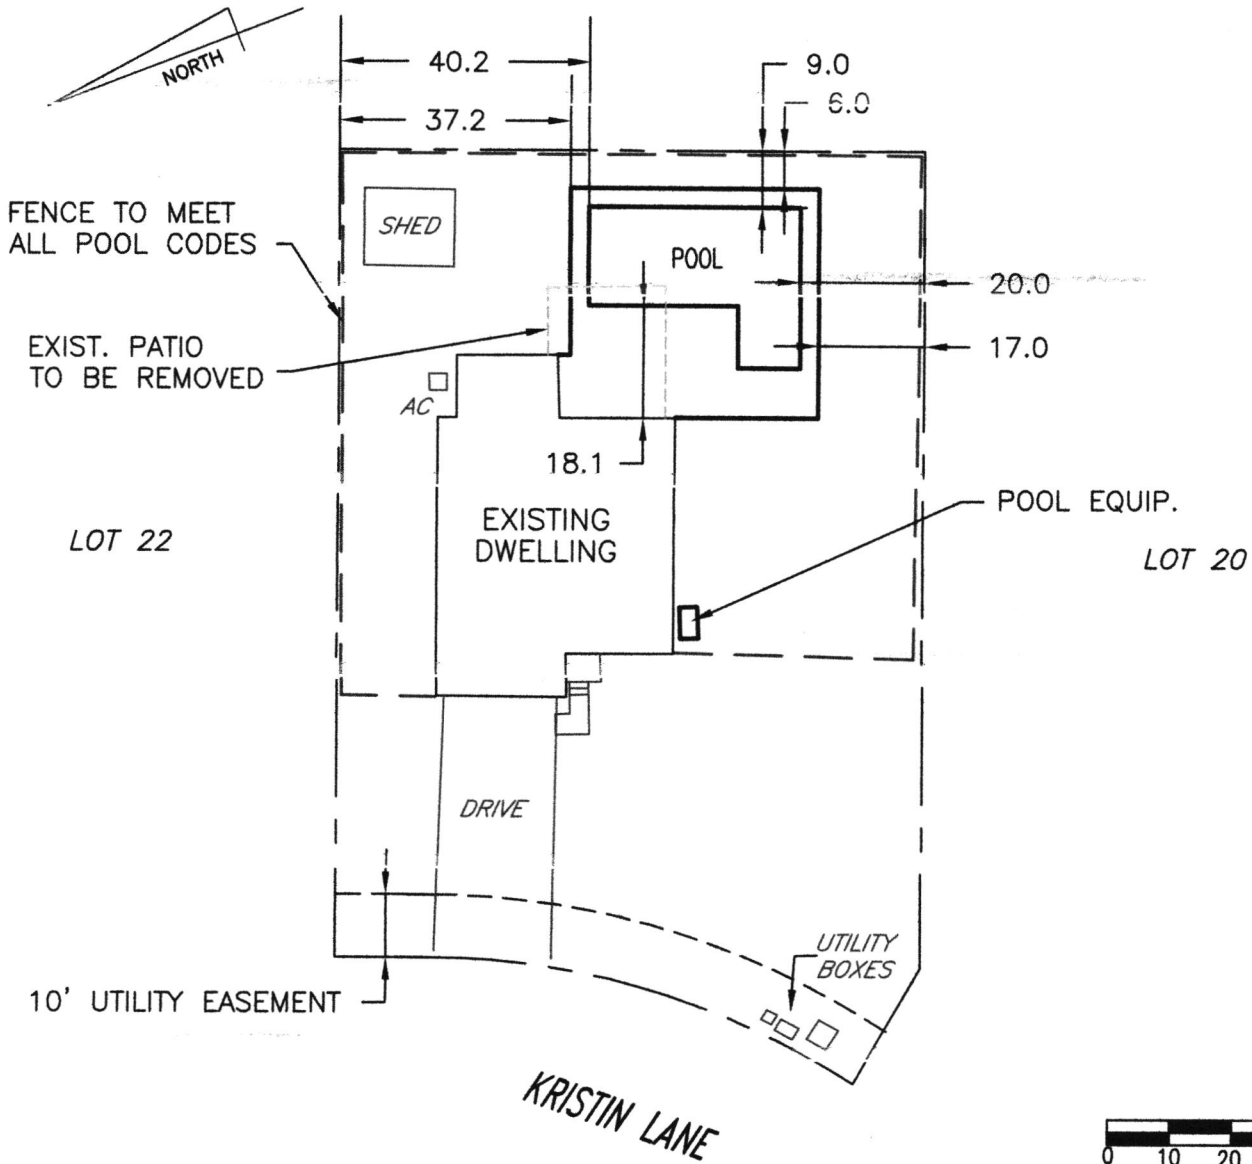 NORTH
40.2
37.2
9.0
6.0
FENCE TO MEET
ALL POOL CODES
SHED
POOL
20.0
17.0
EXIST. PATIO
TO BE REMOVED
AC
18.1
EXISTING
DWELLING
POOL EQUIP.
LOT 22
LOT 20
DRIVE
UTILITY
BOXES
10' UTILITY EASEMENT
KRISTIN LANE
0 10 20